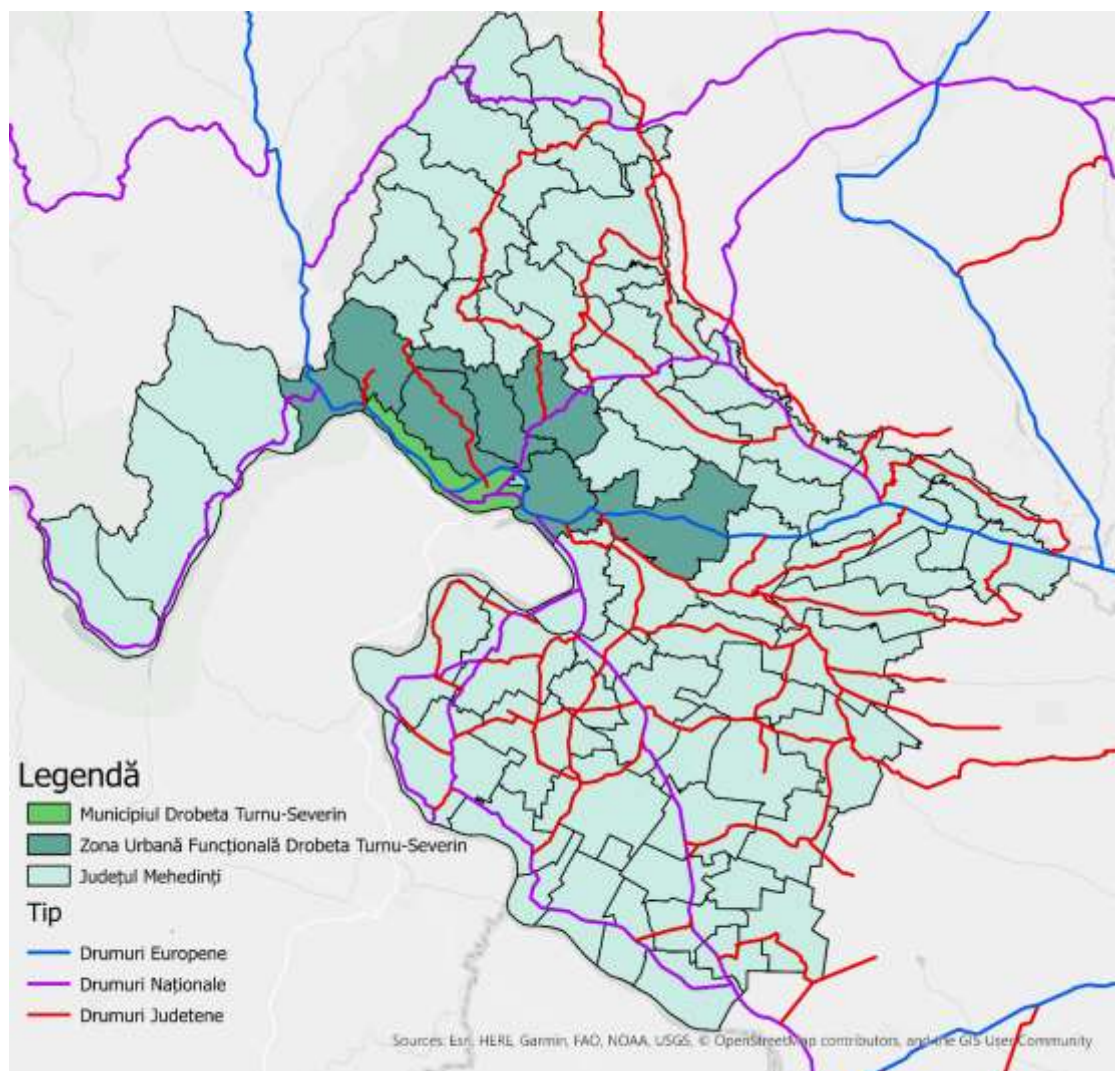 Legendă
Municipiul Drobeta Turnu-Severin
Zona Urbană Funcțională Drobeta Turnu-Severin
Județul Mehedinți
Tip
Drumuri Europene
Drumuri Naționale
Drumuri Judetene
Sources: Esri, HERE, Garmin, FAO, NOAA, USGS, © OpenStreetMap contributors, and the GIS User Community